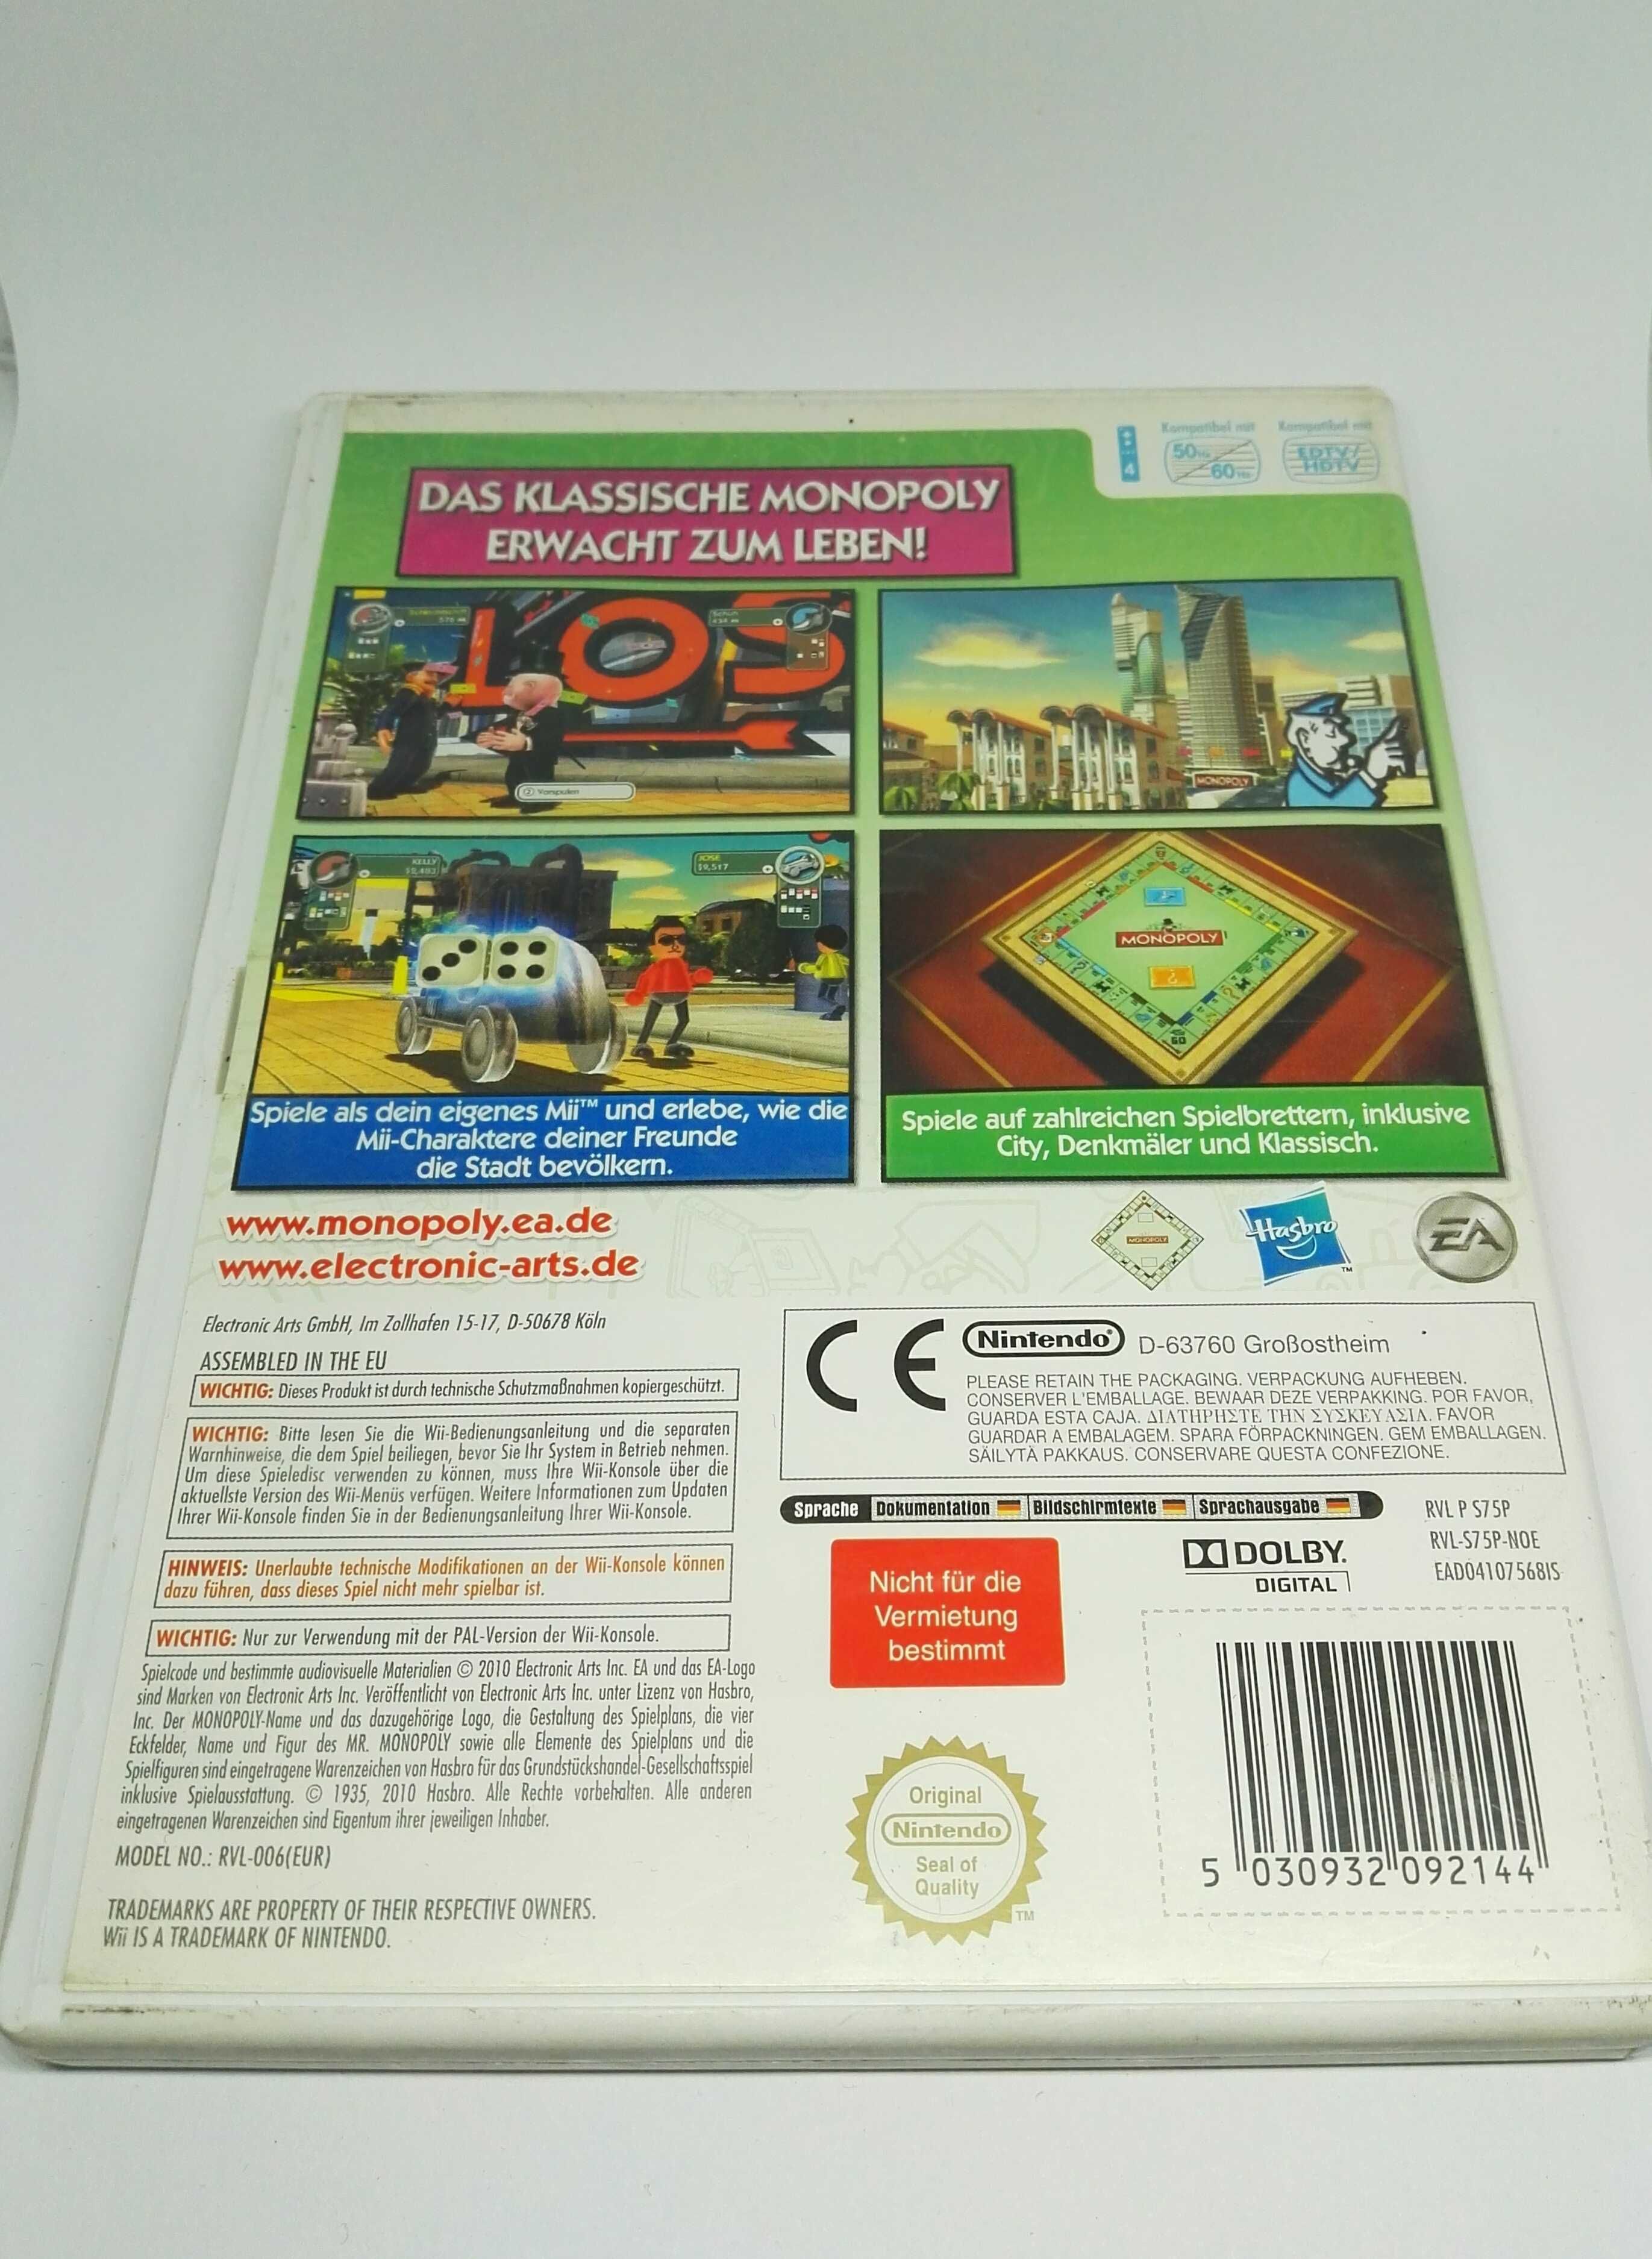 Kompatibel mit
50Hz
60Hz
Kompatibel mit
EDTV/
HDTV
4
DAS KLASSISCHE MONOPOLY
ERWACHT ZUM LEBEN!
LOS
② Vorspulen
MONOPOLY
KELLY
JOSE
$9,517
MONOPOLY
Spiele als dein eigenes Mii™ und erlebe, wie die
Mii-Charaktere deiner Freunde
die Stadt bevölkern.
Spiele auf zahlreichen Spielbrettern, inklusive
City, Denkmäler und Klassisch.
www.monopoly.ea.de
www.electronic-arts.de
MONOPOLY
Hasbro
™
EA
Electronic Arts GmbH, Im Zollhafen 15-17, D-50678 Köln
ASSEMBLED IN THE EU
WICHTIG: Dieses Produkt ist durch technische Schutzmaßnahmen kopiergeschützt.
WICHTIG: Bitte lesen Sie die Wii-Bedienungsanleitung und die separaten
Warnhinweise, die dem Spiel beiliegen, bevor Sie Ihr System in Betrieb nehmen.
Um diese Spieledisc verwenden zu können, muss Ihre Wii-Konsole über die
aktuellste Version des Wii-Menüs verfügen. Weitere Informationen zum Updaten
Ihrer Wii-Konsole finden Sie in der Bedienungsanleitung Ihrer Wii-Konsole.
HINWEIS: Unerlaubte technische Modifikationen an der Wii-Konsole können
dazu führen, dass dieses Spiel nicht mehr spielbar ist.
WICHTIG: Nur zur Verwendung mit der PAL-Version der Wii-Konsole.
Spielcode und bestimmte audiovisuelle Materialien © 2010 Electronic Arts Inc. EA und das EA-Logo
sind Marken von Electronic Arts Inc. Veröffentlicht von Electronic Arts Inc. unter Lizenz von Hasbro,
Inc. Der MONOPOLY-Name und das dazugehörige Logo, die Gestaltung des Spielplans, die vier
Eckfelder, Name und Figur des MR. MONOPOLY sowie alle Elemente des Spielplans und die
Spielfiguren sind eingetragene Warenzeichen von Hasbro für das Grundstückshandel-Gesellschaftsspiel
inklusive Spielausstattung. © 1935, 2010 Hasbro. Alle Rechte vorbehalten. Alle anderen
eingetragenen Warenzeichen sind Eigentum ihrer jeweiligen Inhaber.
MODEL NO.: RVL-006(EUR)
TRADEMARKS ARE PROPERTY OF THEIR RESPECTIVE OWNERS.
Wii IS A TRADEMARK OF NINTENDO.
CE
Nintendo® D-63760 Großostheim
PLEASE RETAIN THE PACKAGING. VERPACKUNG AUFHEBEN.
CONSERVER L'EMBALLAGE. BEWAAR DEZE VERPAKKING. POR FAVOR,
GUARDA ESTA CAJA. ΔΙΑΤΗΡΗΣΤΕ ΤΗΝ ΣΥΣΚΕΥΑΣΙΑ. FAVOR
GUARDAR A EMBALAGEM. SPARA FÖRPACKNINGEN. GEM EMBALLAGEN.
SÄILYTÄ PAKKAUS. CONSERVARE QUESTA CONFEZIONE.
Sprache Dokumentation Bildschirmtexte Sprachausgabe
RVL P S75P
RVL-S75P-NOE
EAD04107568IS
Nicht für die
Vermietung
bestimmt
DOLBY.
DIGITAL
Original
Nintendo
Seal of
Quality
TM
5 030932 092144